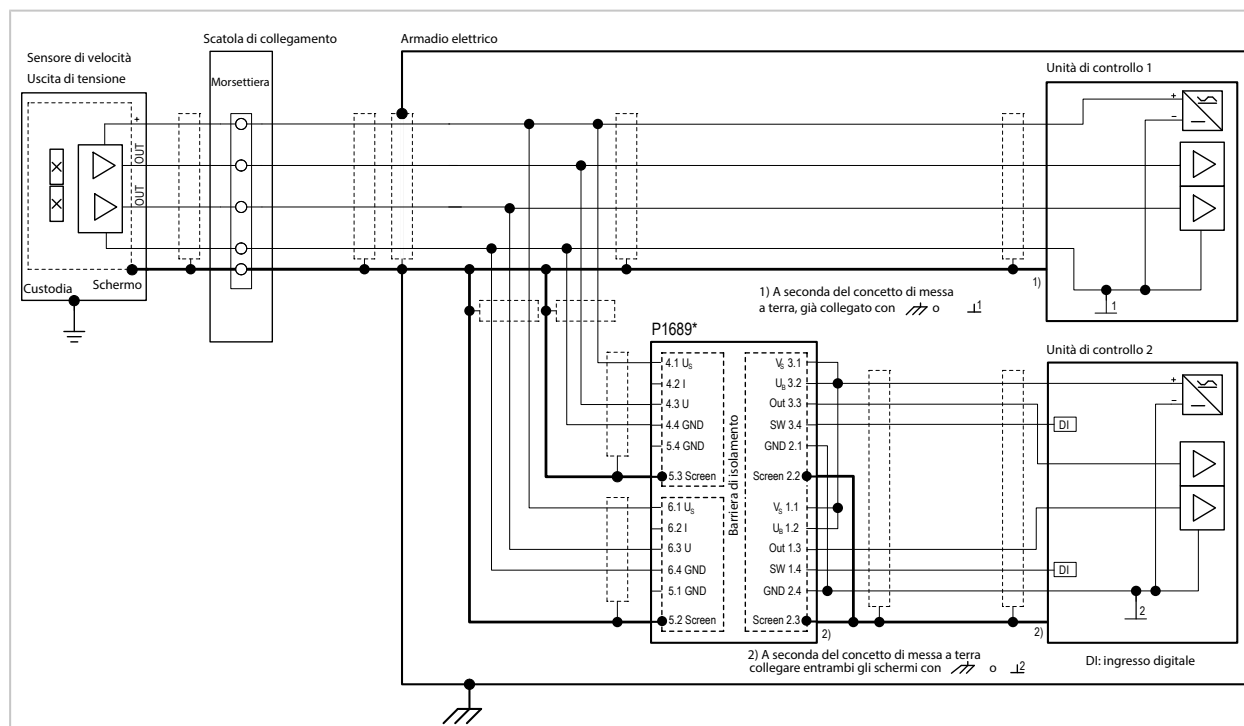 Sensore di velocità
Uscita di tensione
Scatola di collegamento
Morsettiera
Armadio elettrico
Unità di controllo 1
+
OUT
OUT
Custodia
Schermo
+
−
1
1)
1) A seconda del concetto di messa
a terra, già collegato con o 1
P1689*
Barriera di isolamento
4.1 US
4.2 I
4.3 U
4.4 GND
5.4 GND
5.3 Screen
6.1 US
6.2 I
6.3 U
6.4 GND
5.1 GND
5.2 Screen
VS 3.1
UB 3.2
Out 3.3
SW 3.4
GND 2.1
Screen 2.2
VS 1.1
UB 1.2
Out 1.3
SW 1.4
GND 2.4
Screen 2.3
2)
Unità di controllo 2
+
−
DI
DI
2
2)
2) A seconda del concetto di messa a terra
collegare entrambi gli schermi con o 2
DI: ingresso digitale